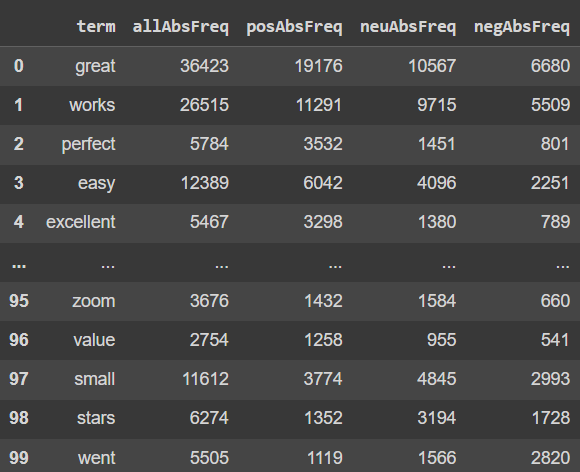 term allAbsFreq posAbsFreq neuAbsFreq negAbsFreq
0 great 36423 19176 10567 6680
1 works 26515 11291 9715 5509
2 perfect 5784 3532 1451 801
3 easy 12389 6042 4096 2251
4 excellent 5467 3298 1380 789
... ... ... ... ... ...
95 zoom 3676 1432 1584 660
96 value 2754 1258 955 541
97 small 11612 3774 4845 2993
98 stars 6274 1352 3194 1728
99 went 5505 1119 1566 2820